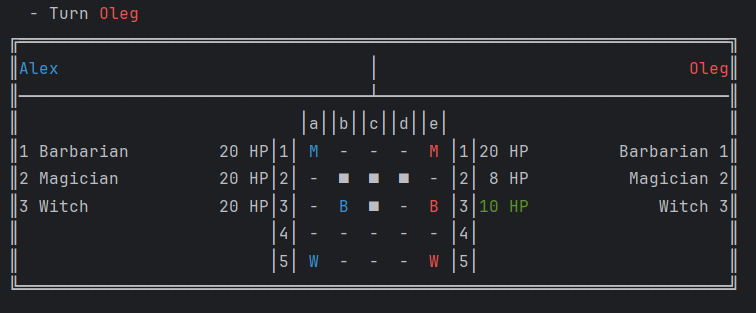 - Turn Oleg
Alex | Oleg
|a||b||c||d||e|
1 Barbarian 20 HP|1| M - - - M |1|20 HP Barbarian 1
2 Magician 20 HP|2| - ■ ■ ■ - |2| 8 HP Magician 2
3 Witch 20 HP|3| - B ■ - B |3|10 HP Witch 3
|4| - - - - - |4|
|5| W - - - W |5|